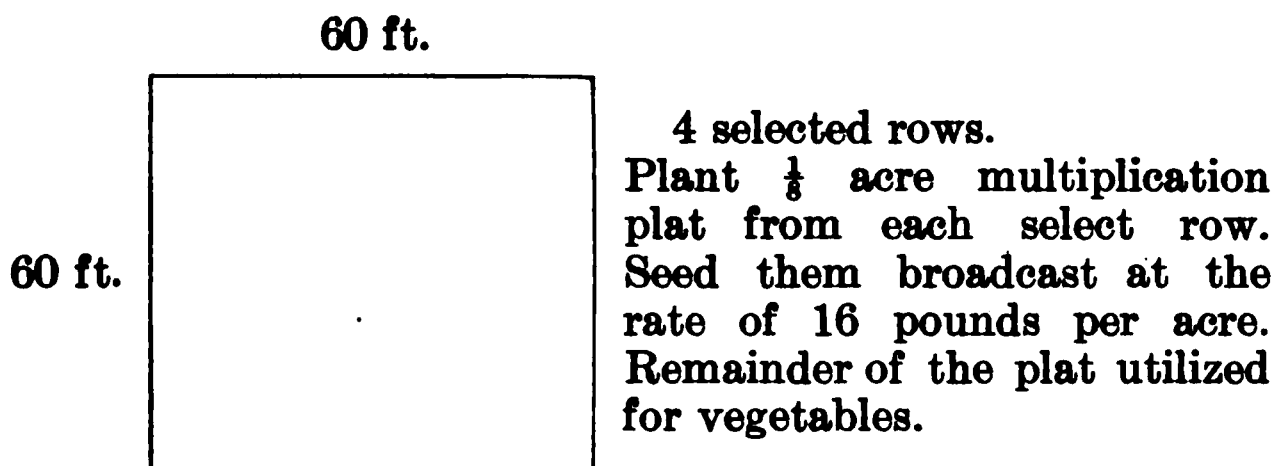 60 ft.
60 ft.
4 selected rows.
Plant ⅛ acre multiplication
plat from each select row.
Seed them broadcast at the
rate of 16 pounds per acre.
Remainder of the plat utilized
for vegetables.